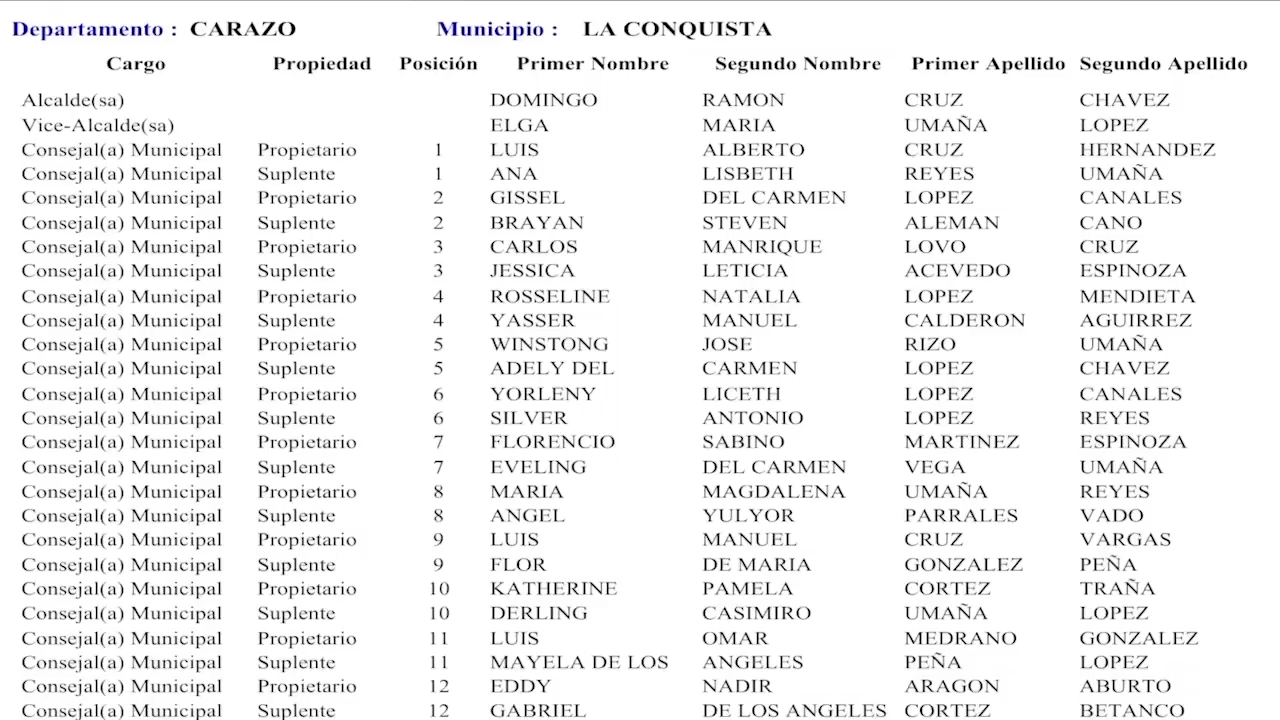 Departamento : CARAZO Municipio : LA CONQUISTA
Cargo Propiedad Posición Primer Nombre Segundo Nombre Primer Apellido Segundo Apellido
Alcalde(sa) DOMINGO RAMON CRUZ CHAVEZ
Vice-Alcalde(sa) ELGA MARIA UMAÑA LOPEZ
Consejal(a) Municipal Propietario 1 LUIS ALBERTO CRUZ HERNANDEZ
Consejal(a) Municipal Suplente 1 ANA LISBETH REYES UMAÑA
Consejal(a) Municipal Propietario 2 GISSEL DEL CARMEN LOPEZ CANALES
Consejal(a) Municipal Suplente 2 BRAYAN STEVEN ALEMAN CANO
Consejal(a) Municipal Propietario 3 CARLOS MANRIQUE LOVO CRUZ
Consejal(a) Municipal Suplente 3 JESSICA LETICIA ACEVEDO ESPINOZA
Consejal(a) Municipal Propietario 4 ROSSELINE NATALIA LOPEZ MENDIETA
Consejal(a) Municipal Suplente 4 YASSER MANUEL CALDERON AGUIRREZ
Consejal(a) Municipal Propietario 5 WINSTONG JOSE RIZO UMAÑA
Consejal(a) Municipal Suplente 5 ADELY DEL CARMEN LOPEZ CHAVEZ
Consejal(a) Municipal Propietario 6 YORLENY LICETH LOPEZ CANALES
Consejal(a) Municipal Suplente 6 SILVER ANTONIO LOPEZ REYES
Consejal(a) Municipal Propietario 7 FLORENCIO SABINO MARTINEZ ESPINOZA
Consejal(a) Municipal Suplente 7 EVELING DEL CARMEN VEGA UMAÑA
Consejal(a) Municipal Propietario 8 MARIA MAGDALENA UMAÑA REYES
Consejal(a) Municipal Suplente 8 ANGEL YULYOR PARRALES VADO
Consejal(a) Municipal Propietario 9 LUIS MANUEL CRUZ VARGAS
Consejal(a) Municipal Suplente 9 FLOR DE MARIA GONZALEZ PEÑA
Consejal(a) Municipal Propietario 10 KATHERINE PAMELA CORTEZ TRAÑA
Consejal(a) Municipal Suplente 10 DERLING CASIMIRO UMAÑA LOPEZ
Consejal(a) Municipal Propietario 11 LUIS OMAR MEDRANO GONZALEZ
Consejal(a) Municipal Suplente 11 MAYELA DE LOS ANGELES PEÑA LOPEZ
Consejal(a) Municipal Propietario 12 EDDY NADIR ARAGON ABURTO
Consejal(a) Municipal Suplente 12 GABRIEL DE LOS ANGELES CORTEZ BETANCO